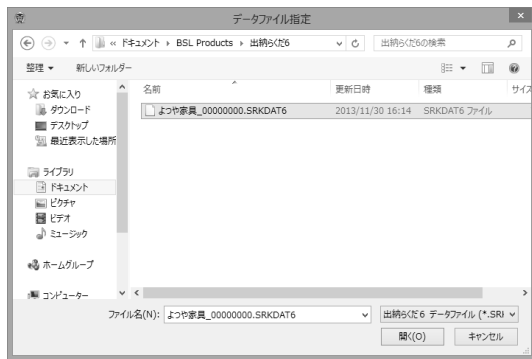 データファイル指定
« ドキュメント › BSL Products › 出納らくだ6
出納らくだ6の検索
整理 ▼ 新しいフォルダー
お気に入り
ダウンロード
デスクトップ
最近表示した場所
ライブラリ
ドキュメント
ピクチャ
ビデオ
ミュージック
ホームグループ
コンピューター
名前 更新日時 種類 サイズ
よつや家具_00000000.SRKDAT6 2013/11/30 16:14 SRKDAT6 ファイル
ファイル名(N): よつや家具_00000000.SRKDAT6
出納らくだ6 データファイル (*.SRI
開く(O) キャンセル